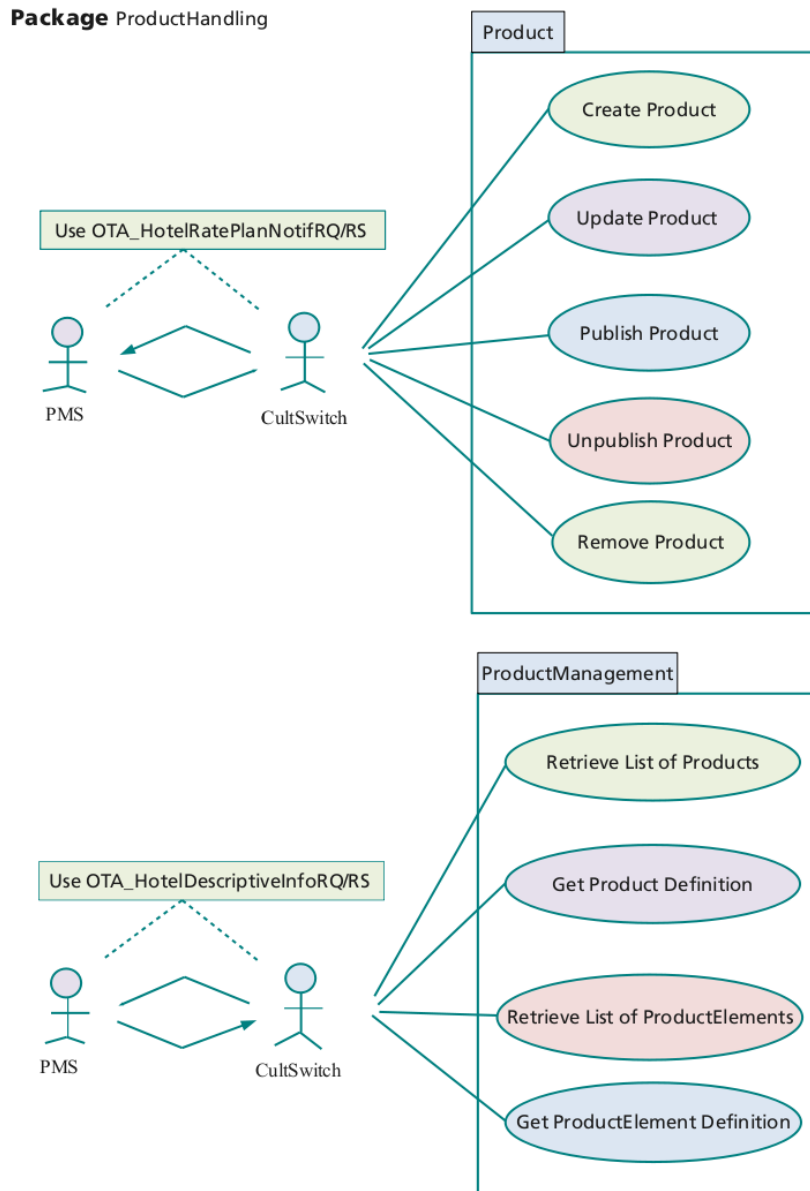 Package ProductHandling
Product
Create Product
Use OTA_HotelRatePlanNotifRQ/RS
Update Product
Publish Product
PMS
CultSwitch
Unpublish Product
Remove Product
ProductManagement
Retrieve List of Products
Use OTA_HotelDescriptiveInfoRQ/RS
Get Product Definition
Retrieve List of ProductElements
PMS
CultSwitch
Get ProductElement Definition